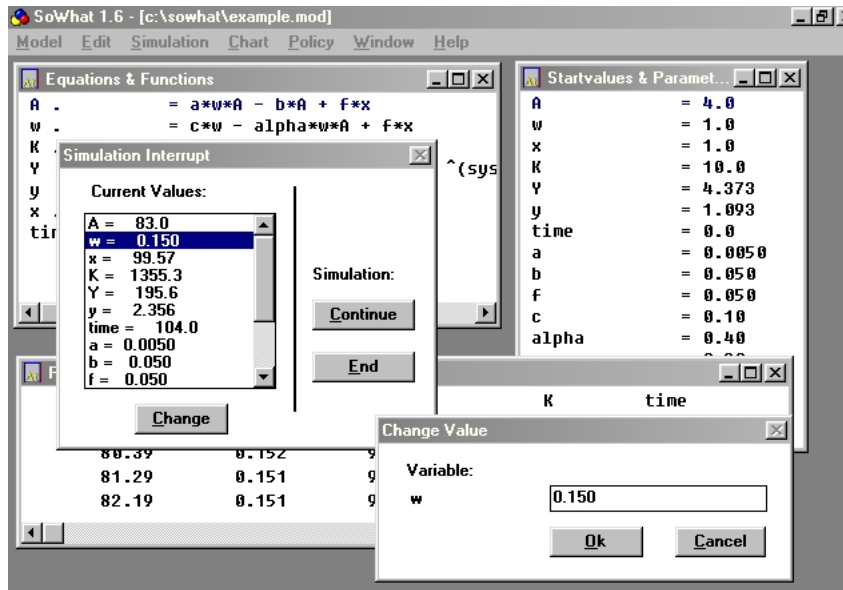 SoWhat 1.6 - [c:\sowhat\example.mod]
Model Edit Simulation Chart Policy Window Help
Equations & Functions
A . = a*w*A - b*A + f*x
w . = c*w - alpha*w*A + f*x
K
Y ^(sys
y
x .
Startvalues & Paramet...
A = 4.0
w = 1.0
x = 1.0
K = 10.0
Y = 4.373
y = 1.093
time = 0.0
a = 0.0050
b = 0.050
f = 0.050
c = 0.10
alpha = 0.40
Simulation Interrupt
Current Values:
A = 83.0
w = 0.150
x = 99.57
K = 1355.3
Y = 195.6
y = 2.356
time = 104.0
a = 0.0050
b = 0.050
f = 0.050
Change
Simulation:
Continue
End
K time
80.39 0.152 9
81.29 0.151 9
82.19 0.151 9
Change Value
Variable:
w 0.150
Ok Cancel